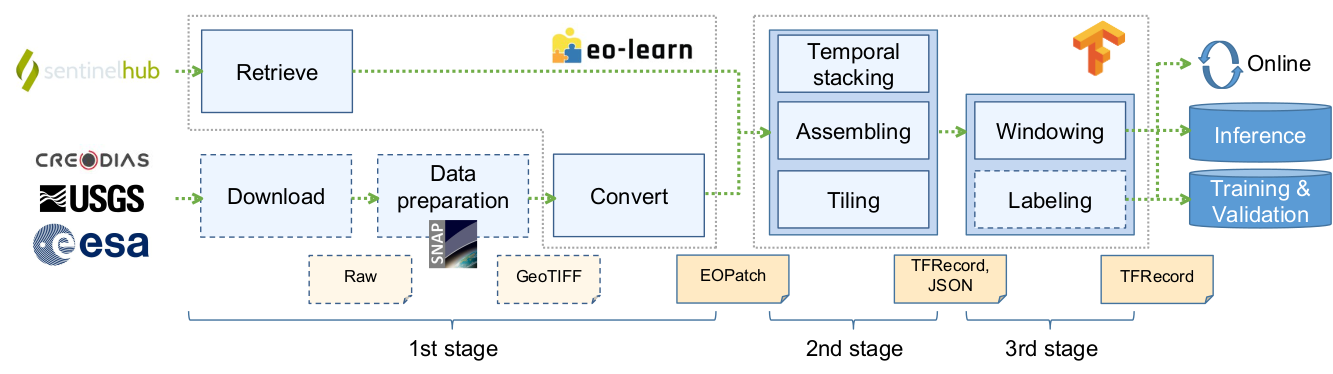 sentinelhub
Retrieve
eo-learn
Temporal
stacking
Assembling
Tiling
Windowing
Labeling
Online
Inference
Training &
Validation
CREODIAS
USGS
esa
Download
Data
preparation
SNAP
Convert
Raw
GeoTIFF
EOPatch
TFRecord,
JSON
TFRecord
1st stage
2nd stage
3rd stage